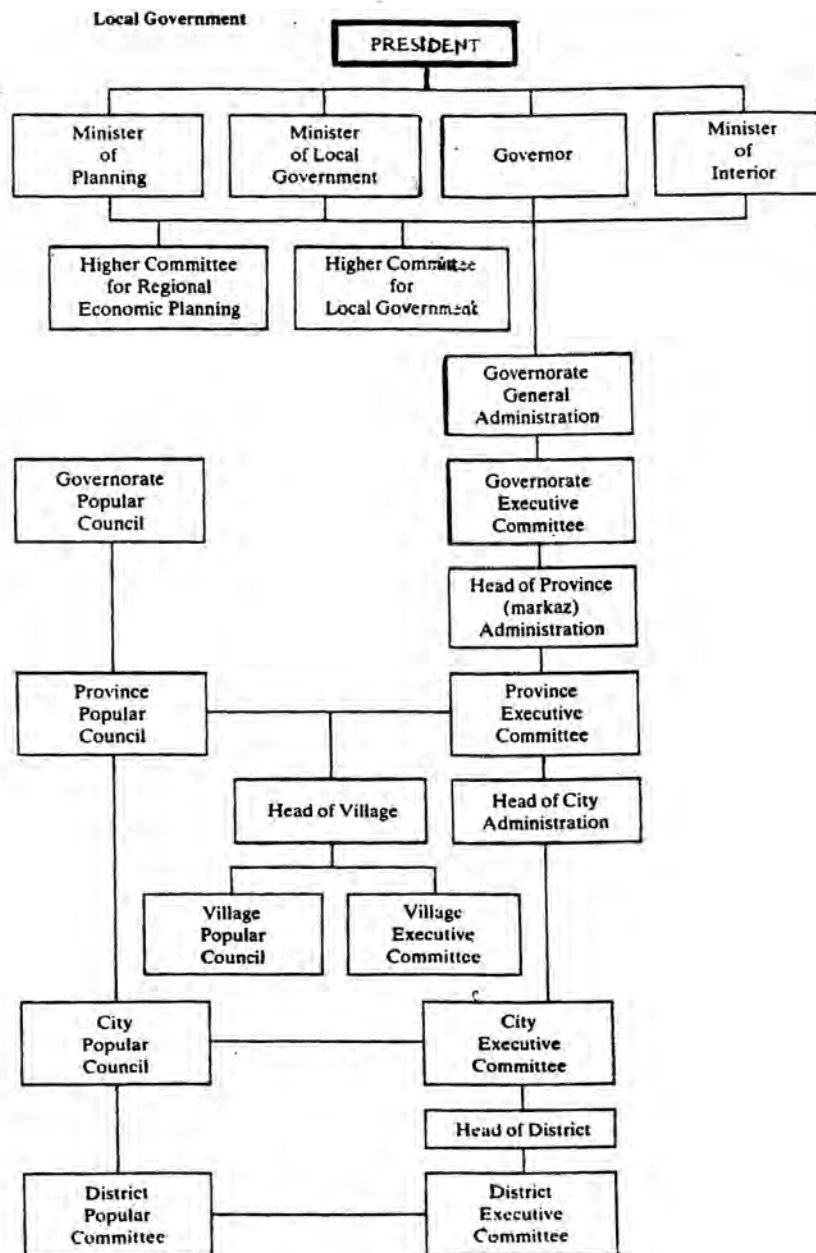 Local Government
PRESIDENT
Minister
of
Planning
Minister
of Local
Government
Governor
Minister
of
Interior
Higher Committee
for Regional
Economic Planning
Higher Committee
for
Local Government
Governorate
General
Administration
Governorate
Popular
Council
Governorate
Executive
Committee
Head of Province
(markaz)
Administration
Province
Popular
Council
Province
Executive
Committee
Head of Village
Head of City
Administration
Village
Popular
Council
Village
Executive
Committee
City
Popular
Council
City
Executive
Committee
Head of District
District
Popular
Committee
District
Executive
Committee